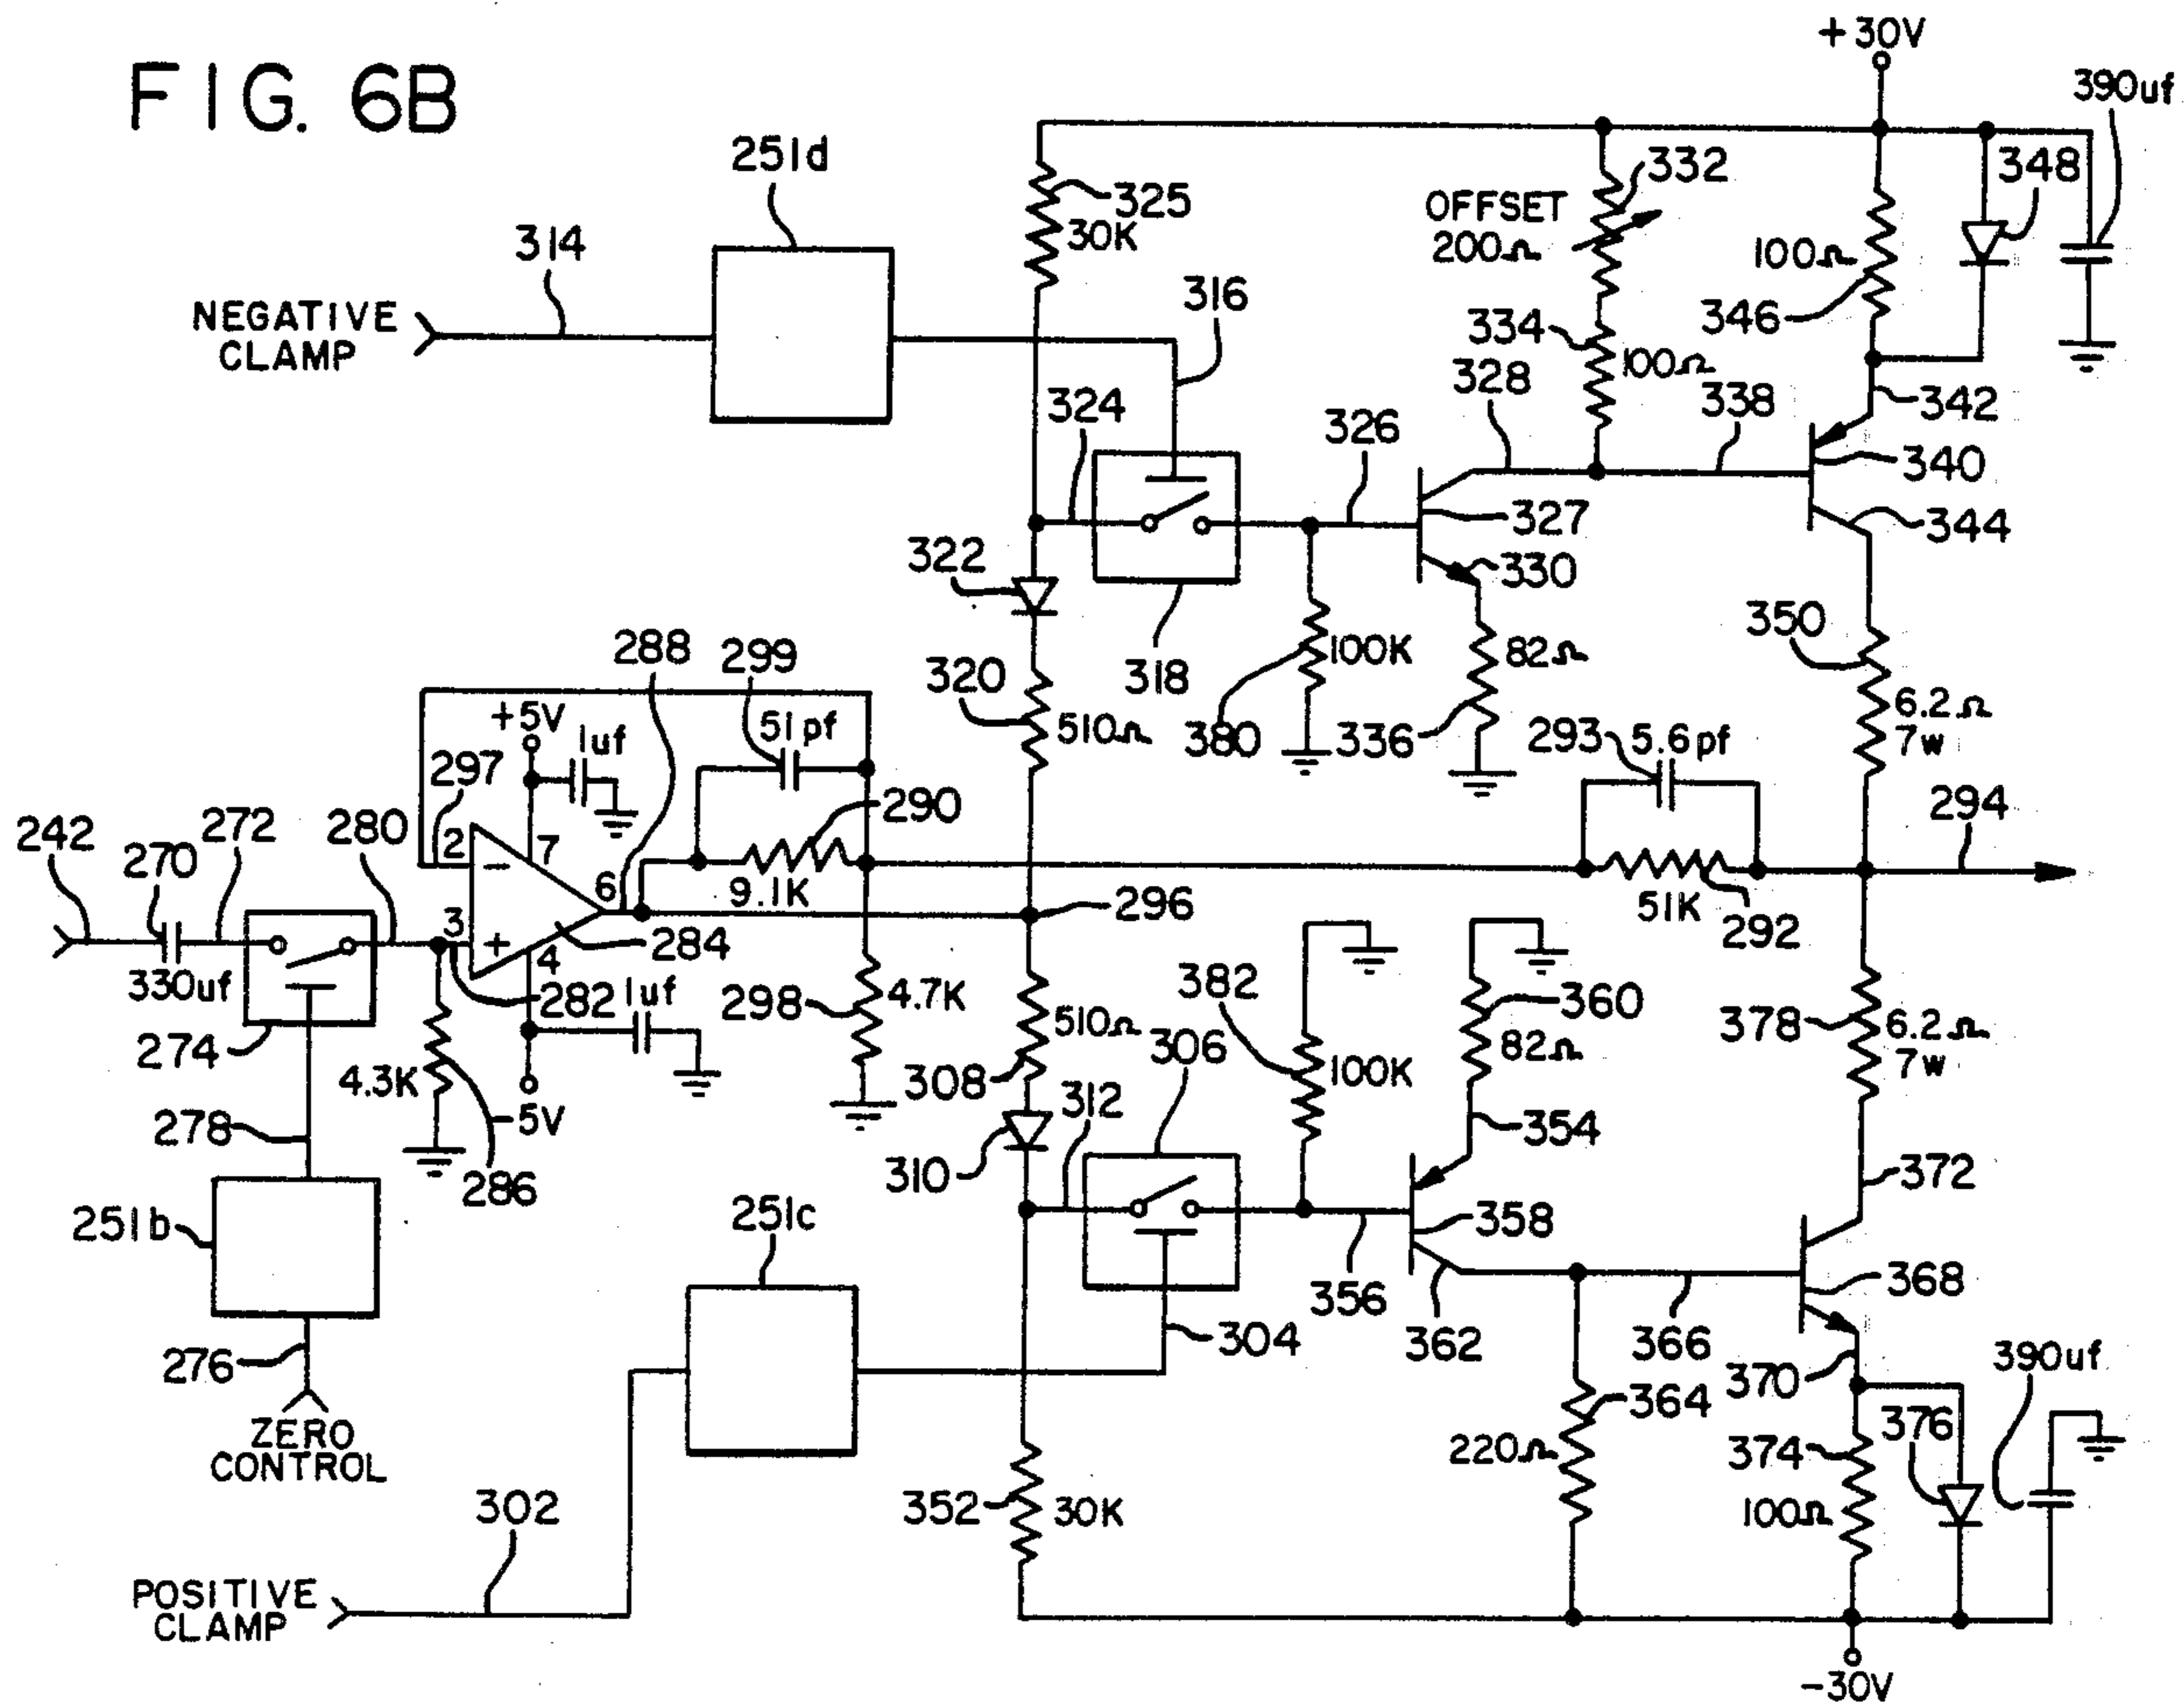 FIG. 6B
+30V
390uf
251d
348
332
325
30K
OFFSET
200Ω
100Ω
346
314
NEGATIVE
CLAMP
316
334
100Ω
328
342
324
326
338
340
327
344
322
330
318
350
320
510Ω
380
100K
82Ω
336
6.2Ω
7w
288
299
51pf
+5V
1uf
293
5.6pf
297
290
294
242
270
272
280
2
7
6
9.1K
296
51K
292
3
4
284
330uf
282
1uf
298
4.7K
382
360
274
4.3K
510Ω
306
82Ω
378
6.2Ω
7w
308
100K
278
-5V
312
354
310
286
372
251b
251c
358
356
368
304
362
366
276
370
390uf
364
376
ZERO
CONTROL
220Ω
374
302
352
30K
100Ω
POSITIVE
CLAMP
-30V